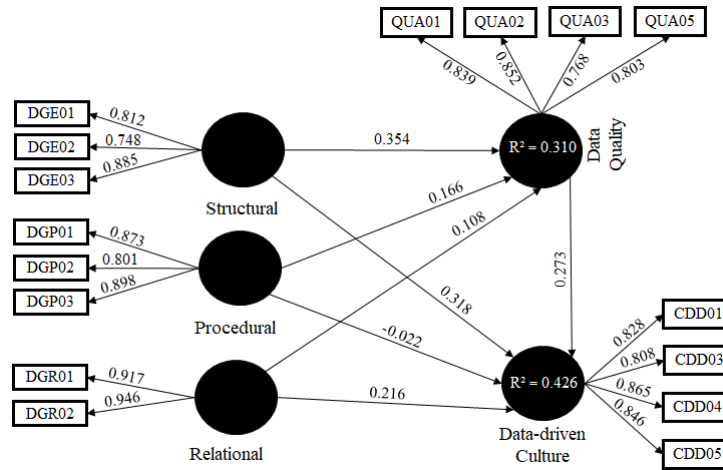 QUA01
QUA02
QUA03
QUA05
0.839
0.852
0.768
0.803
DGE01
DGE02
DGE03
0.812
0.748
0.885
Structural
0.354
R² = 0.310
Data
Quality
DGP01
DGP02
DGP03
0.873
0.801
0.898
Procedural
0.166
0.108
0.318
-0.022
0.273
DGR01
DGR02
0.917
0.946
Relational
0.216
R² = 0.426
Data-driven
Culture
0.828
0.808
0.865
0.846
CDD01
CDD03
CDD04
CDD05